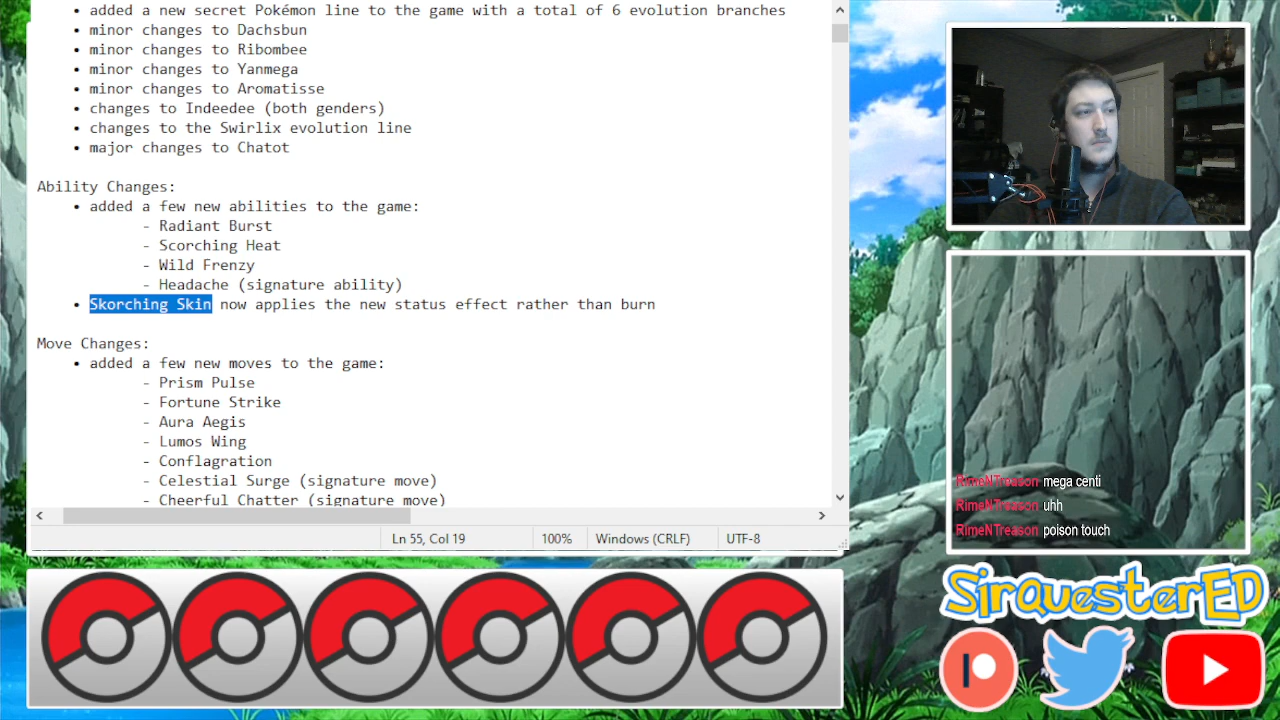 • added a new secret Pokémon line to the game with a total of 6 evolution branches
• minor changes to Dachsbun
• minor changes to Ribombee
• minor changes to Yanmega
• minor changes to Aromatisse
• changes to Indeedee (both genders)
• changes to the Swirlix evolution line
• major changes to Chatot
Ability Changes:
• added a few new abilities to the game:
- Radiant Burst
- Scorching Heat
- Wild Frenzy
- Headache (signature ability)
• Skorching Skin now applies the new status effect rather than burn
Move Changes:
• added a few new moves to the game:
- Prism Pulse
- Fortune Strike
- Aura Aegis
- Lumos Wing
- Conflagration
- Celestial Surge (signature move)
- Cheerful Chatter (signature move)
Ln 55, Col 19 100% Windows (CRLF) UTF-8
RimeNTreason mega centi
RimeNTreason uhh
RimeNTreason poison touch
SirquesterED